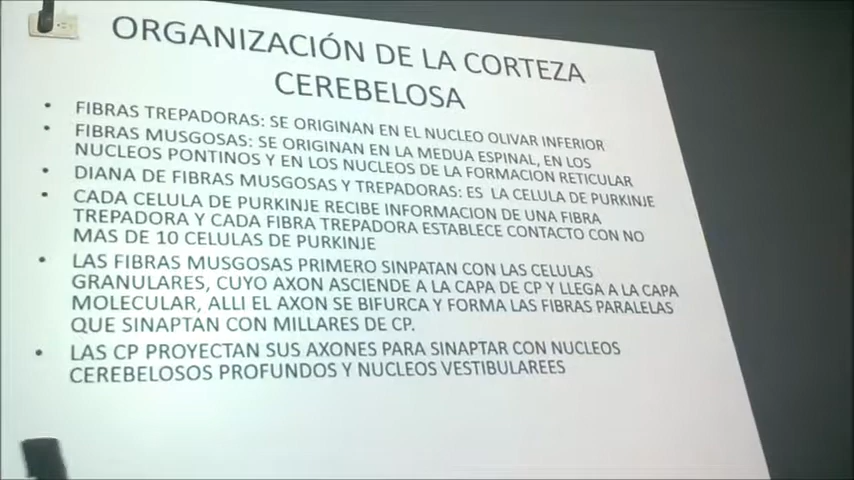 ORGANIZACIÓN DE LA CORTEZA
CEREBELOSA
• FIBRAS TREPADORAS: SE ORIGINAN EN EL NUCLEO OLIVAR INFERIOR
• FIBRAS MUSGOSAS: SE ORIGINAN EN LA MEDUA ESPINAL, EN LOS
NUCLEOS PONTINOS Y EN LOS NUCLEOS DE LA FORMACION RETICULAR
• DIANA DE FIBRAS MUSGOSAS Y TREPADORAS: ES LA CELULA DE PURKINJE
• CADA CELULA DE PURKINJE RECIBE INFORMACION DE UNA FIBRA
TREPADORA Y CADA FIBRA TREPADORA ESTABLECE CONTACTO CON NO
MAS DE 10 CELULAS DE PURKINJE
• LAS FIBRAS MUSGOSAS PRIMERO SINPATAN CON LAS CELULAS
GRANULARES, CUYO AXON ASCIENDE A LA CAPA DE CP Y LLEGA A LA CAPA
MOLECULAR, ALLI EL AXON SE BIFURCA Y FORMA LAS FIBRAS PARALELAS
QUE SINAPTAN CON MILLARES DE CP.
• LAS CP PROYECTAN SUS AXONES PARA SINAPTAR CON NUCLEOS
CEREBELOSOS PROFUNDOS Y NUCLEOS VESTIBULAREES